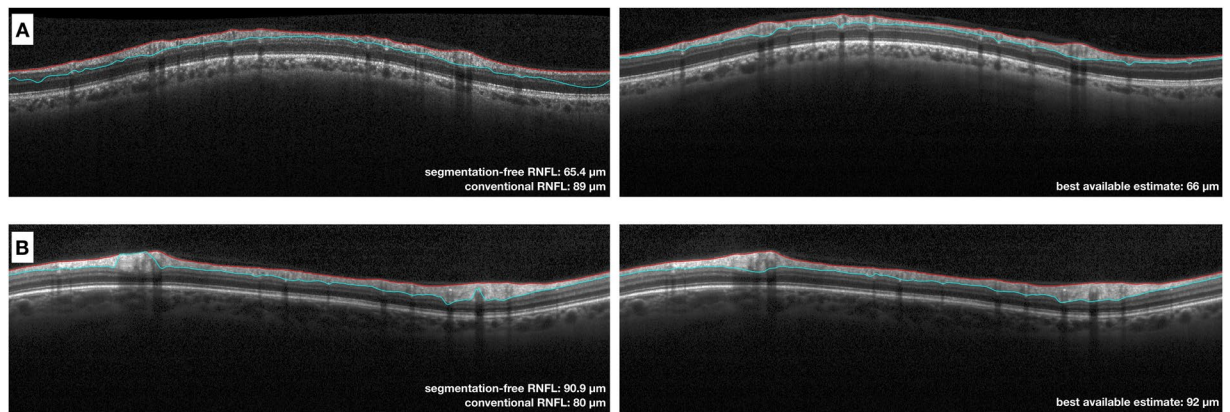 A
segmentation-free RNFL: 65.4 µm
conventional RNFL: 89 µm
best available estimate: 66 µm
B
segmentation-free RNFL: 90.9 µm
conventional RNFL: 80 µm
best available estimate: 92 µm